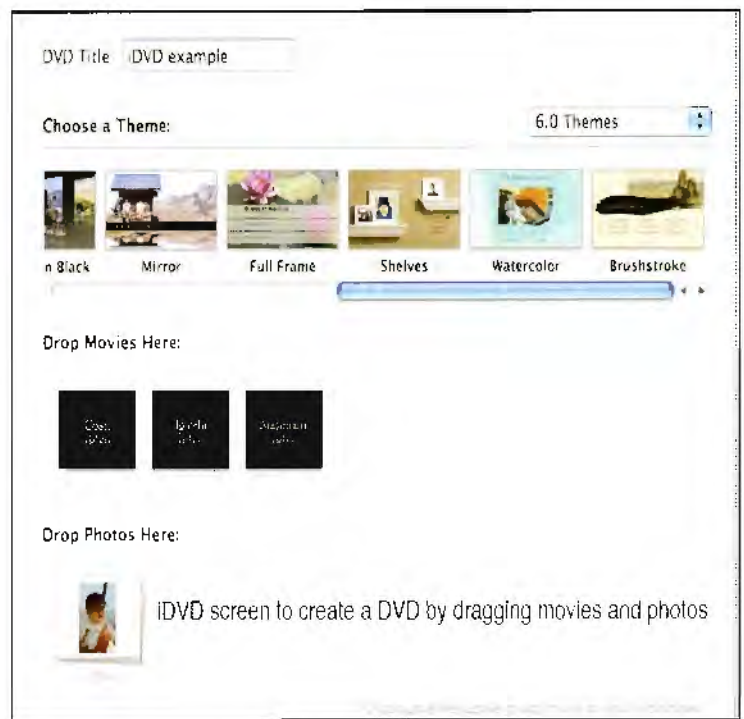 DVD Title iDVD example
Choose a Theme:
6.0 Themes
n Black
Mirror
Full Frame
Shelves
Watercolor
Brushstroke
Drop Movies Here:
Drop Photos Here:
iDVD screen to create a DVD by dragging movies and photos